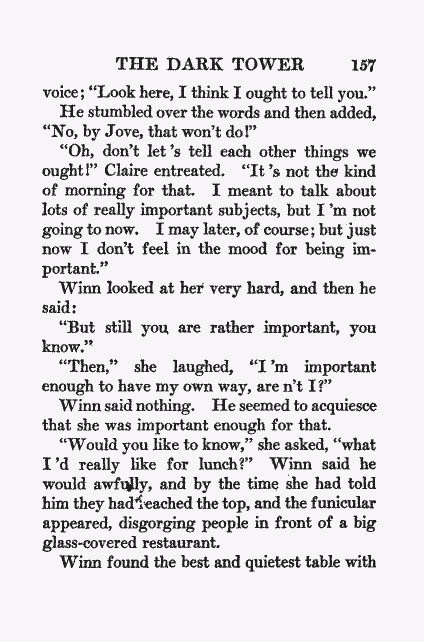 THE DARK TOWER 157
voice; “Look here, I think I ought to tell you.”
He stumbled over the words and then added,
“No, by Jove, that won't do!”
“Oh, don't let 's tell each other things we
ought!” Claire entreated. “It 's not the kind
of morning for that. I meant to talk about
lots of really important subjects, but I 'm not
going to now. I may later, of course; but just
now I don't feel in the mood for being im-
portant.”
Winn looked at her very hard, and then he
said:
“But still you are rather important, you
know.”
“Then,” she laughed, “I 'm important
enough to have my own way, are n't I?”
Winn said nothing. He seemed to acquiesce
that she was important enough for that.
“Would you like to know,” she asked, “what
I 'd really like for lunch?” Winn said he
would awfully, and by the time she had told
him they had reached the top, and the funicular
appeared, disgorging people in front of a big
glass-covered restaurant.
Winn found the best and quietest table with